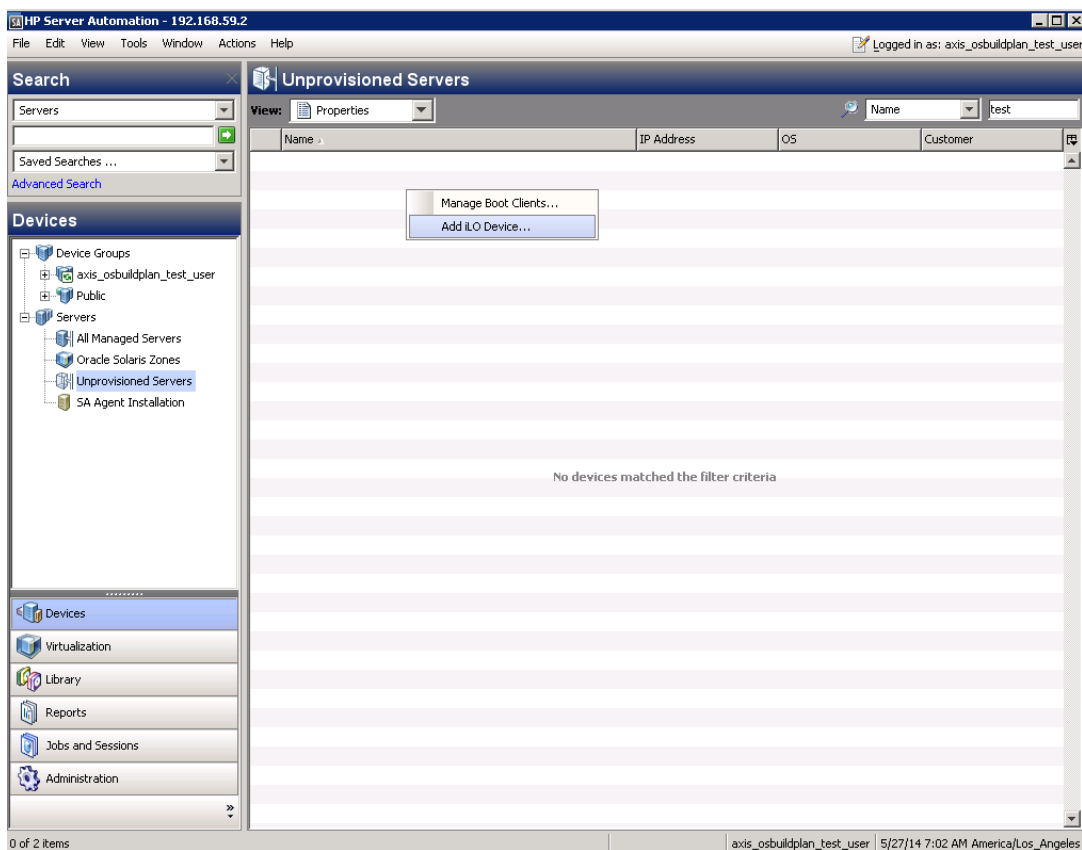 HP Server Automation - 192.168.59.2
File Edit View Tools Window Actions Help
Logged in as: axis_osbuildplan_test_user
Search
Servers
Saved Searches ...
Advanced Search
Devices
Device Groups
axis_osbuildplan_test_user
Public
Servers
All Managed Servers
Oracle Solaris Zones
Unprovisioned Servers
SA Agent Installation
Devices
Virtualization
Library
Reports
Jobs and Sessions
Administration
Unprovisioned Servers
View: Properties
Name test
Name IP Address OS Customer
Manage Boot Clients...
Add iLO Device...
No devices matched the filter criteria
0 of 2 items
axis_osbuildplan_test_user 5/27/14 7:02 AM America/Los_Angeles